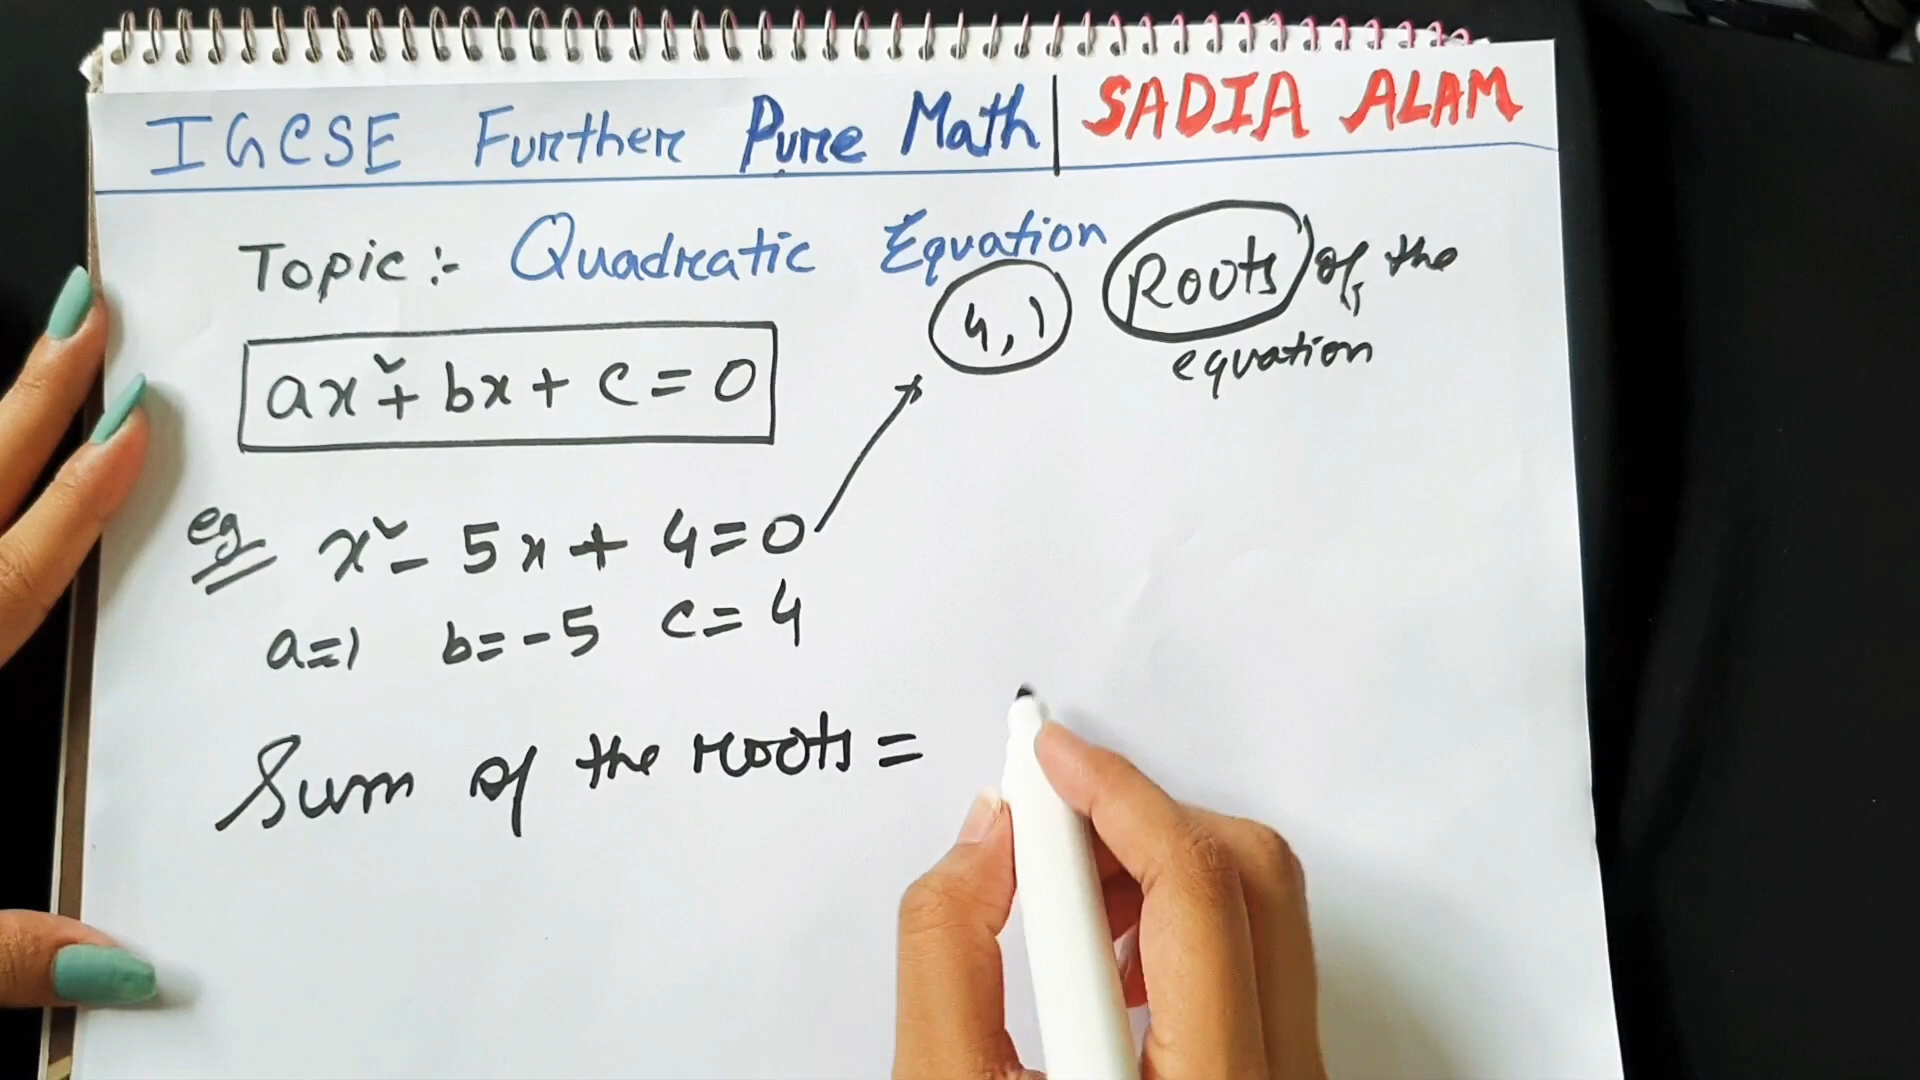 IGCSE Further Pure Math | SADIA ALAM
Topic :- Quadratic Equation
4, 1 Roots of the
equation
ax² + bx + c = 0
eg x² - 5x + 4 = 0
a=1 b=-5 c=4
Sum of the roots =